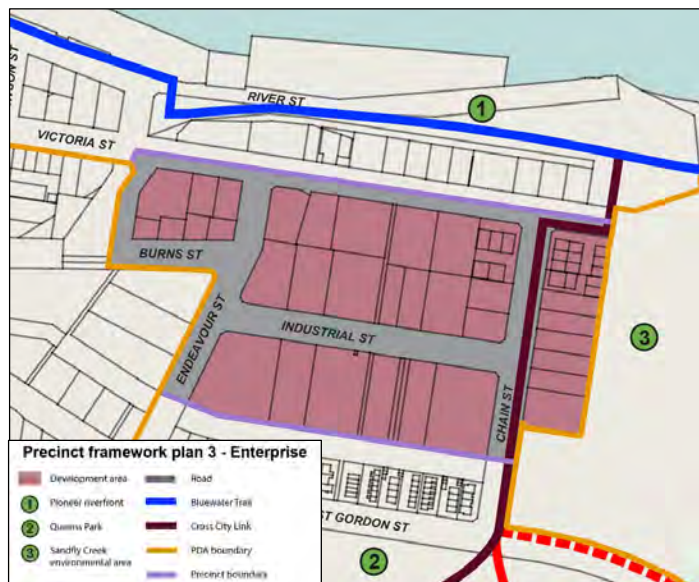 RIVER ST
1
VICTORIA ST
BURNS ST
ENDEAVOUR ST
INDUSTRIAL ST
3
CHAIN ST
GORDON ST
2
Precinct framework plan 3 - Enterprise
Development area
Road
1 Pioneer riverfront
Bluewater Trail
2 Queens Park
Cross City Link
3 Sandfly Creek
environmental area
PDA boundary
Precinct boundary